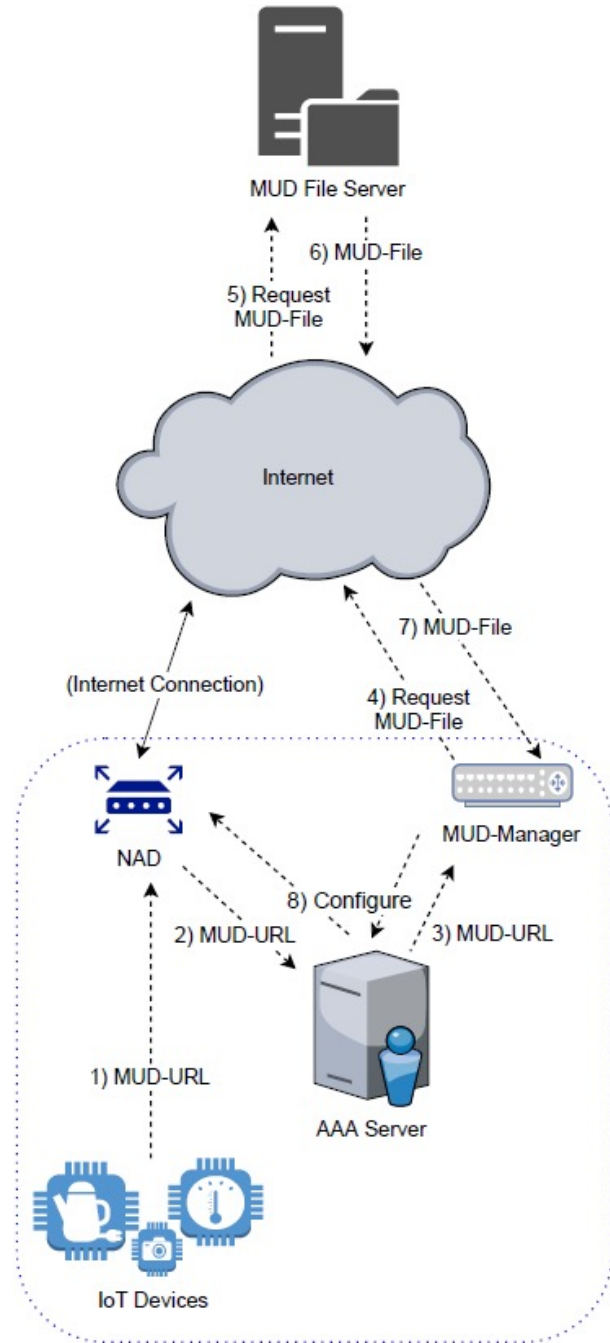 MUD File Server
6) MUD-File
5) Request
MUD-File
Internet
7) MUD-File
(Internet Connection)
4) Request
MUD-File
MUD-Manager
NAD
8) Configure
2) MUD-URL
3) MUD-URL
1) MUD-URL
AAA Server
IoT Devices